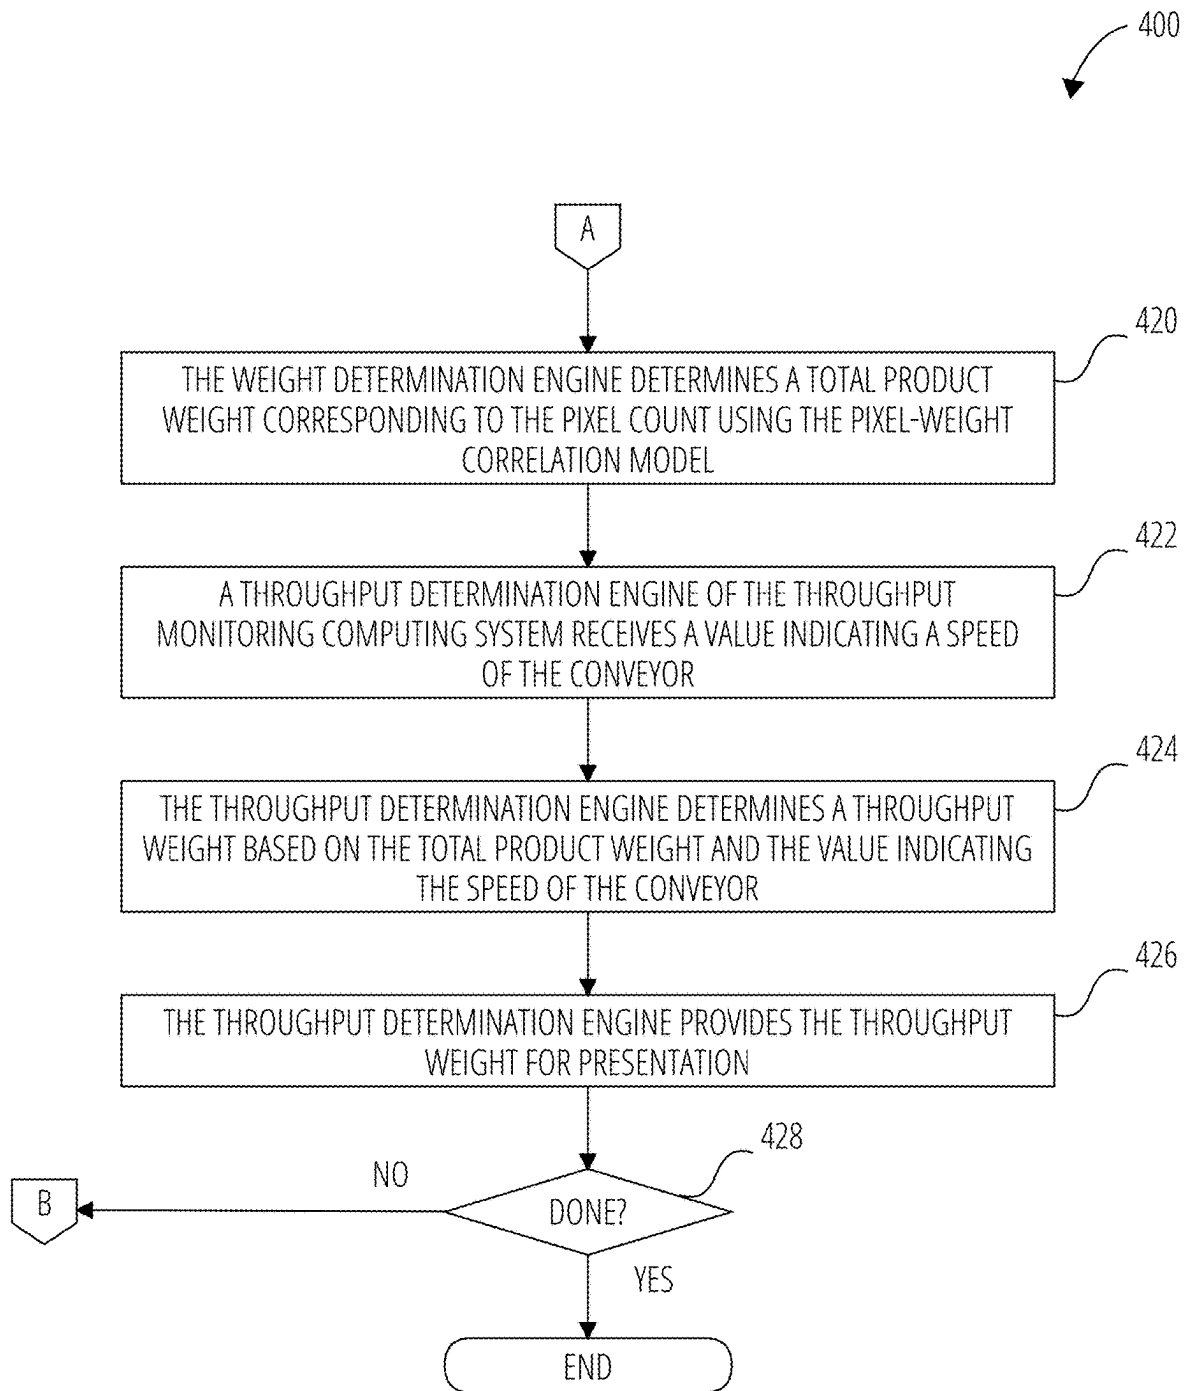 400
A
420
THE WEIGHT DETERMINATION ENGINE DETERMINES A TOTAL PRODUCT
WEIGHT CORRESPONDING TO THE PIXEL COUNT USING THE PIXEL-WEIGHT
CORRELATION MODEL
422
A THROUGHPUT DETERMINATION ENGINE OF THE THROUGHPUT
MONITORING COMPUTING SYSTEM RECEIVES A VALUE INDICATING A SPEED
OF THE CONVEYOR
424
THE THROUGHPUT DETERMINATION ENGINE DETERMINES A THROUGHPUT
WEIGHT BASED ON THE TOTAL PRODUCT WEIGHT AND THE VALUE INDICATING
THE SPEED OF THE CONVEYOR
426
THE THROUGHPUT DETERMINATION ENGINE PROVIDES THE THROUGHPUT
WEIGHT FOR PRESENTATION
428
NO
B
DONE?
YES
END